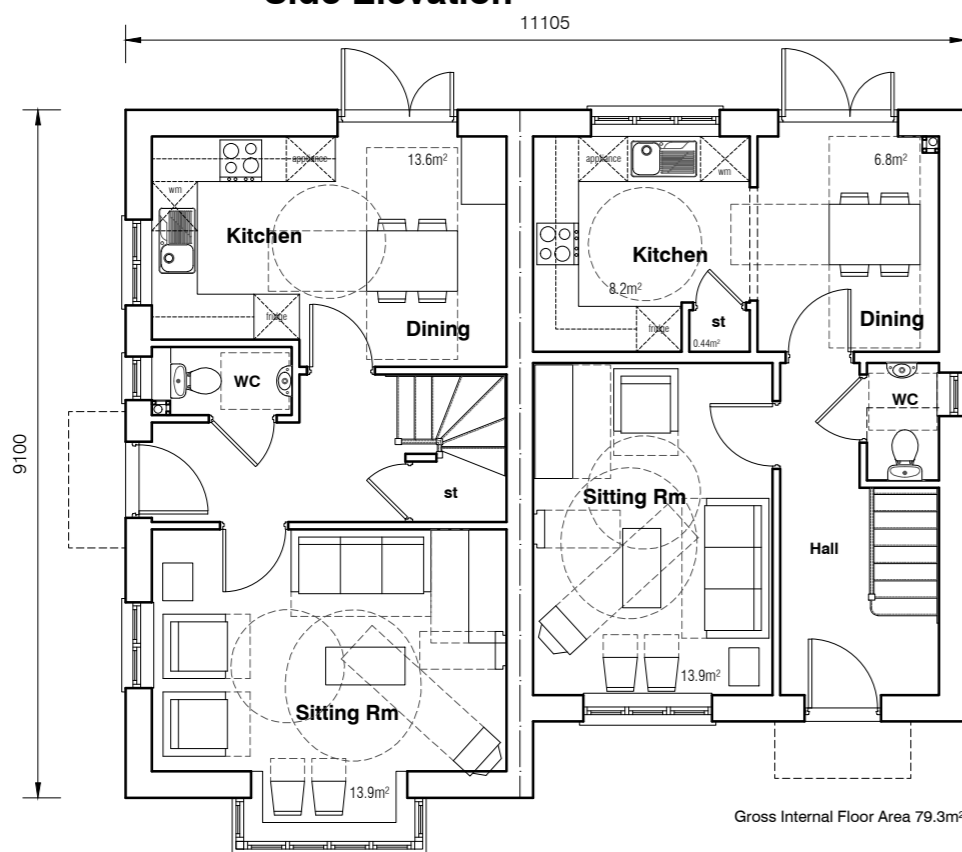 Side Elevation
11105
9100
appliance
13.6m²
wm
Kitchen
fridge
Dining
WC
st
Sitting Rm
13.9m²
appliance
wm
6.8m²
Kitchen
8.2m²
st
0.44m²
fridge
Dining
WC
Sitting Rm
Hall
13.9m²
Gross Internal Floor Area 79.3m²